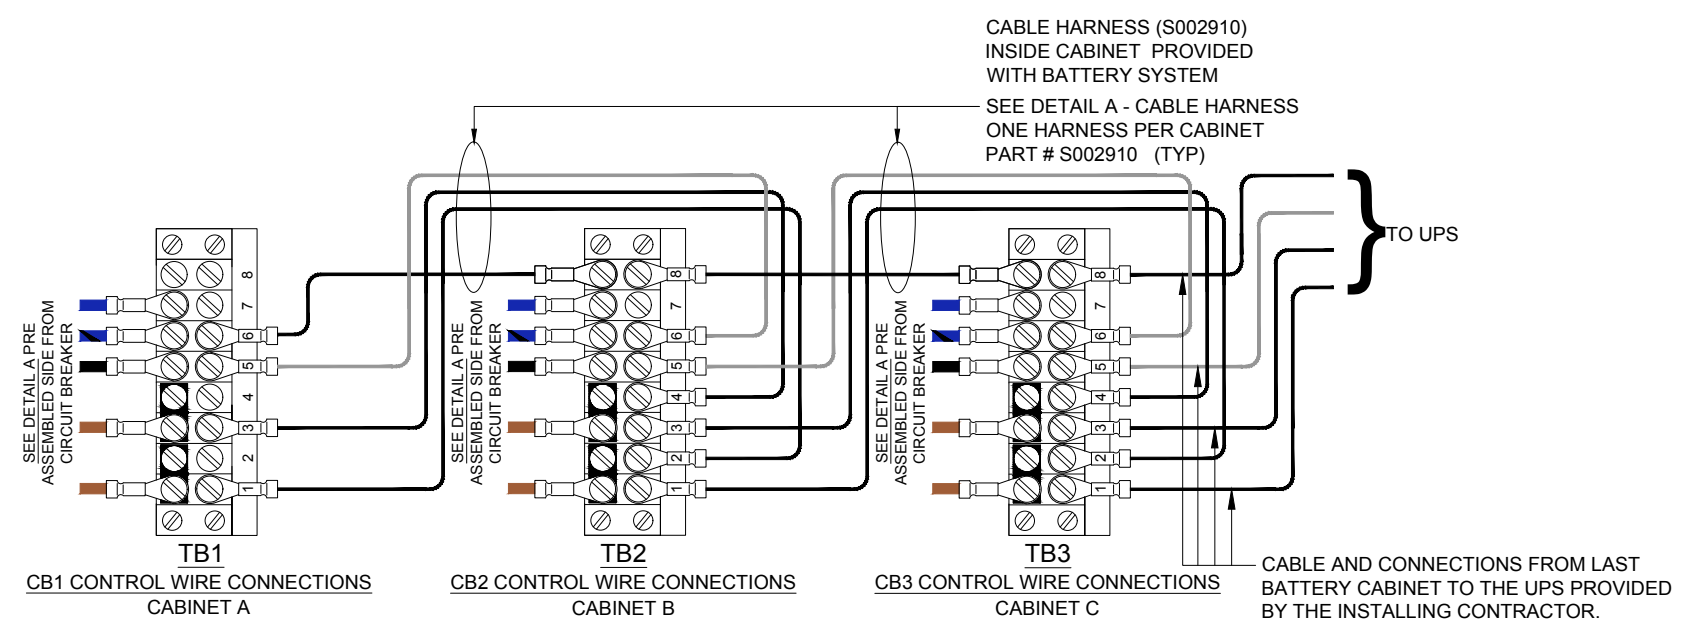 CABLE HARNESS (S002910)
INSIDE CABINET PROVIDED
WITH BATTERY SYSTEM
SEE DETAIL A - CABLE HARNESS
ONE HARNESS PER CABINET
PART # S002910 (TYP)
TO UPS
SEE DETAIL A PRE
ASSEMBLED SIDE FROM
CIRCUIT BREAKER
8
7
6
5
4
3
2
1
TB1
CB1 CONTROL WIRE CONNECTIONS
CABINET A
SEE DETAIL A PRE
ASSEMBLED SIDE FROM
CIRCUIT BREAKER
8
7
6
5
4
3
2
1
TB2
CB2 CONTROL WIRE CONNECTIONS
CABINET B
SEE DETAIL A PRE
ASSEMBLED SIDE FROM
CIRCUIT BREAKER
8
7
6
5
4
3
2
1
TB3
CB3 CONTROL WIRE CONNECTIONS
CABINET C
CABLE AND CONNECTIONS FROM LAST
BATTERY CABINET TO THE UPS PROVIDED
BY THE INSTALLING CONTRACTOR.